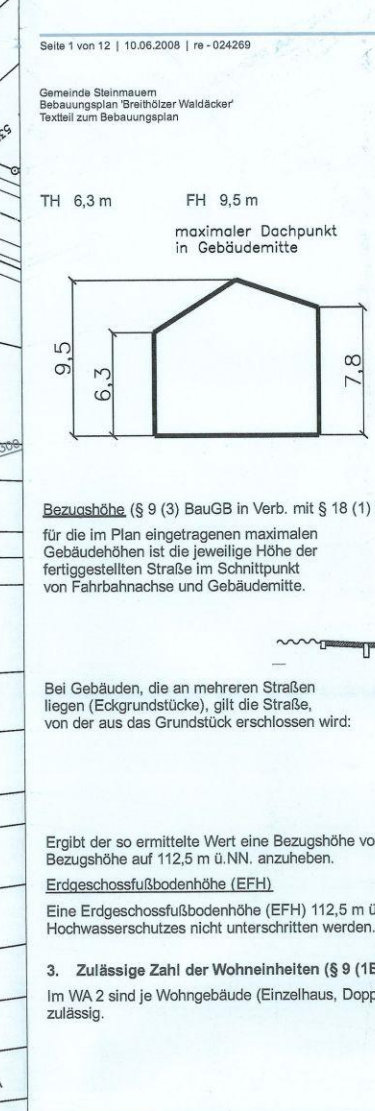 Seite 1 von 12 | 10.06.2008 | re - 024269
Gemeinde Steinmauern
Bebauungsplan 'Breithölzer Waldäcker'
Textteil zum Bebauungsplan
TH 6,3 m FH 9,5 m
maximaler Dachpunkt
in Gebäudemitte
9,5
6,3
7,8
Bezugshöhe (§ 9 (3) BauGB in Verb. mit § 18 (1)
für die im Plan eingetragenen maximalen
Gebäudehöhen ist die jeweilige Höhe der
fertiggestellten Straße im Schnittpunkt
von Fahrbahnachse und Gebäudemitte.
Bei Gebäuden, die an mehreren Straßen
liegen (Eckgrundstücke), gilt die Straße,
von der aus das Grundstück erschlossen wird:
Ergibt der so ermittelte Wert eine Bezugshöhe vo
Bezugshöhe auf 112,5 m ü.NN. anzuheben.
Erdgeschossfußbodenhöhe (EFH)
Eine Erdgeschossfußbodenhöhe (EFH) 112,5 m ü
Hochwasserschutzes nicht unterschritten werden.
3. Zulässige Zahl der Wohneinheiten (§ 9 (1B
Im WA 2 sind je Wohngebäude (Einzelhaus, Dopp
zulässig.